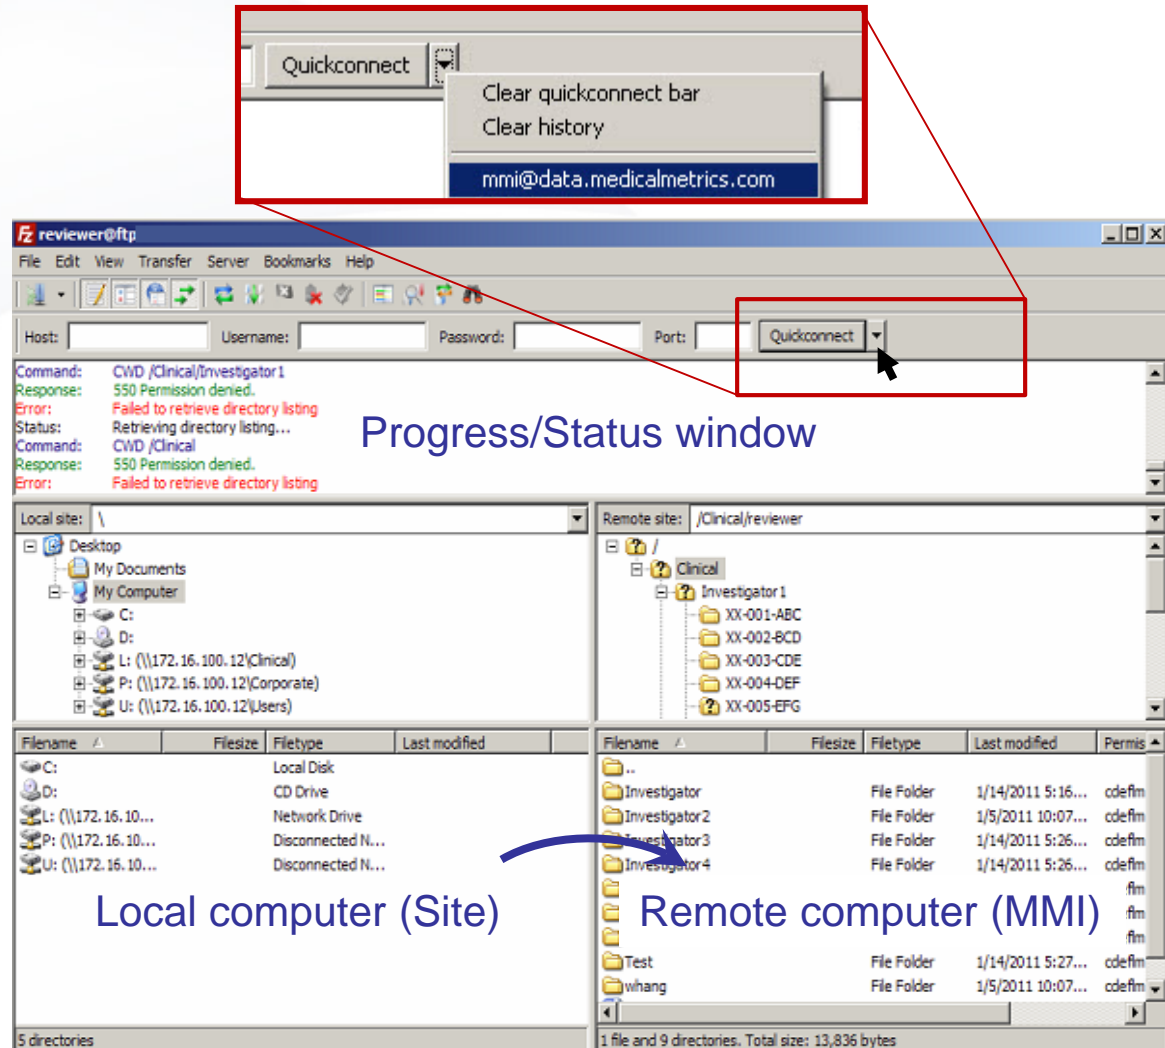 Quickconnect
Clear quickconnect bar
Clear history
mmi@data.medicalmetrics.com
reviewer@ftp
File Edit View Transfer Server Bookmarks Help
Host: Username: Password: Port: Quickconnect
Command: CWD /Clinical/Investigator1
Response: 550 Permission denied.
Error: Failed to retrieve directory listing
Status: Retrieving directory listing...
Command: CWD /Clinical
Response: 550 Permission denied.
Error: Failed to retrieve directory listing
Progress/Status window
Local site: \
Desktop
My Documents
My Computer
C:
D:
L: (\\172.16.100.12\Clinical)
P: (\\172.16.100.12\Corporate)
U: (\\172.16.100.12\Users)
Remote site: /Clinical/reviewer
/
Clinical
Investigator1
XX-001-ABC
XX-002-BCD
XX-003-CDE
XX-004-DEF
XX-005-EFG
Filename Filesize Filetype Last modified
C: Local Disk
D: CD Drive
L: (\\172.16.10... Network Drive
P: (\\172.16.10... Disconnected N...
U: (\\172.16.10... Disconnected N...
Local computer (Site)
5 directories
Filename Filesize Filetype Last modified Permis
..
Investigator File Folder 1/14/2011 5:16... cdeflm
Investigator2 File Folder 1/5/2011 10:07... cdeflm
Investigator3 File Folder 1/14/2011 5:26... cdeflm
Investigator4 File Folder 1/14/2011 5:26... cdeflm
Remote computer (MMI)
Test File Folder 1/14/2011 5:27... cdeflm
whang File Folder 1/5/2011 10:07... cdeflm
1 file and 9 directories. Total size: 13,836 bytes